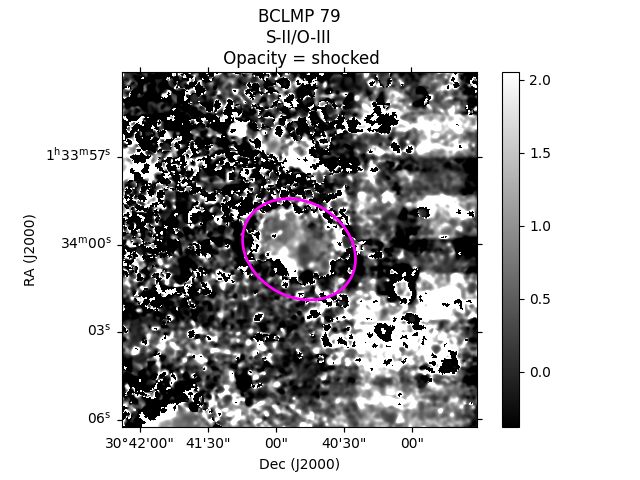 BCLMP 79
S-II/O-III
Opacity = shocked
2.0
1.5
1.0
0.5
0.0
RA (J2000)
1ʰ33ᵐ57ˢ
34ᵐ00ˢ
03ˢ
06ˢ
30°42'00" 41'30" 00" 40'30" 00"
Dec (J2000)